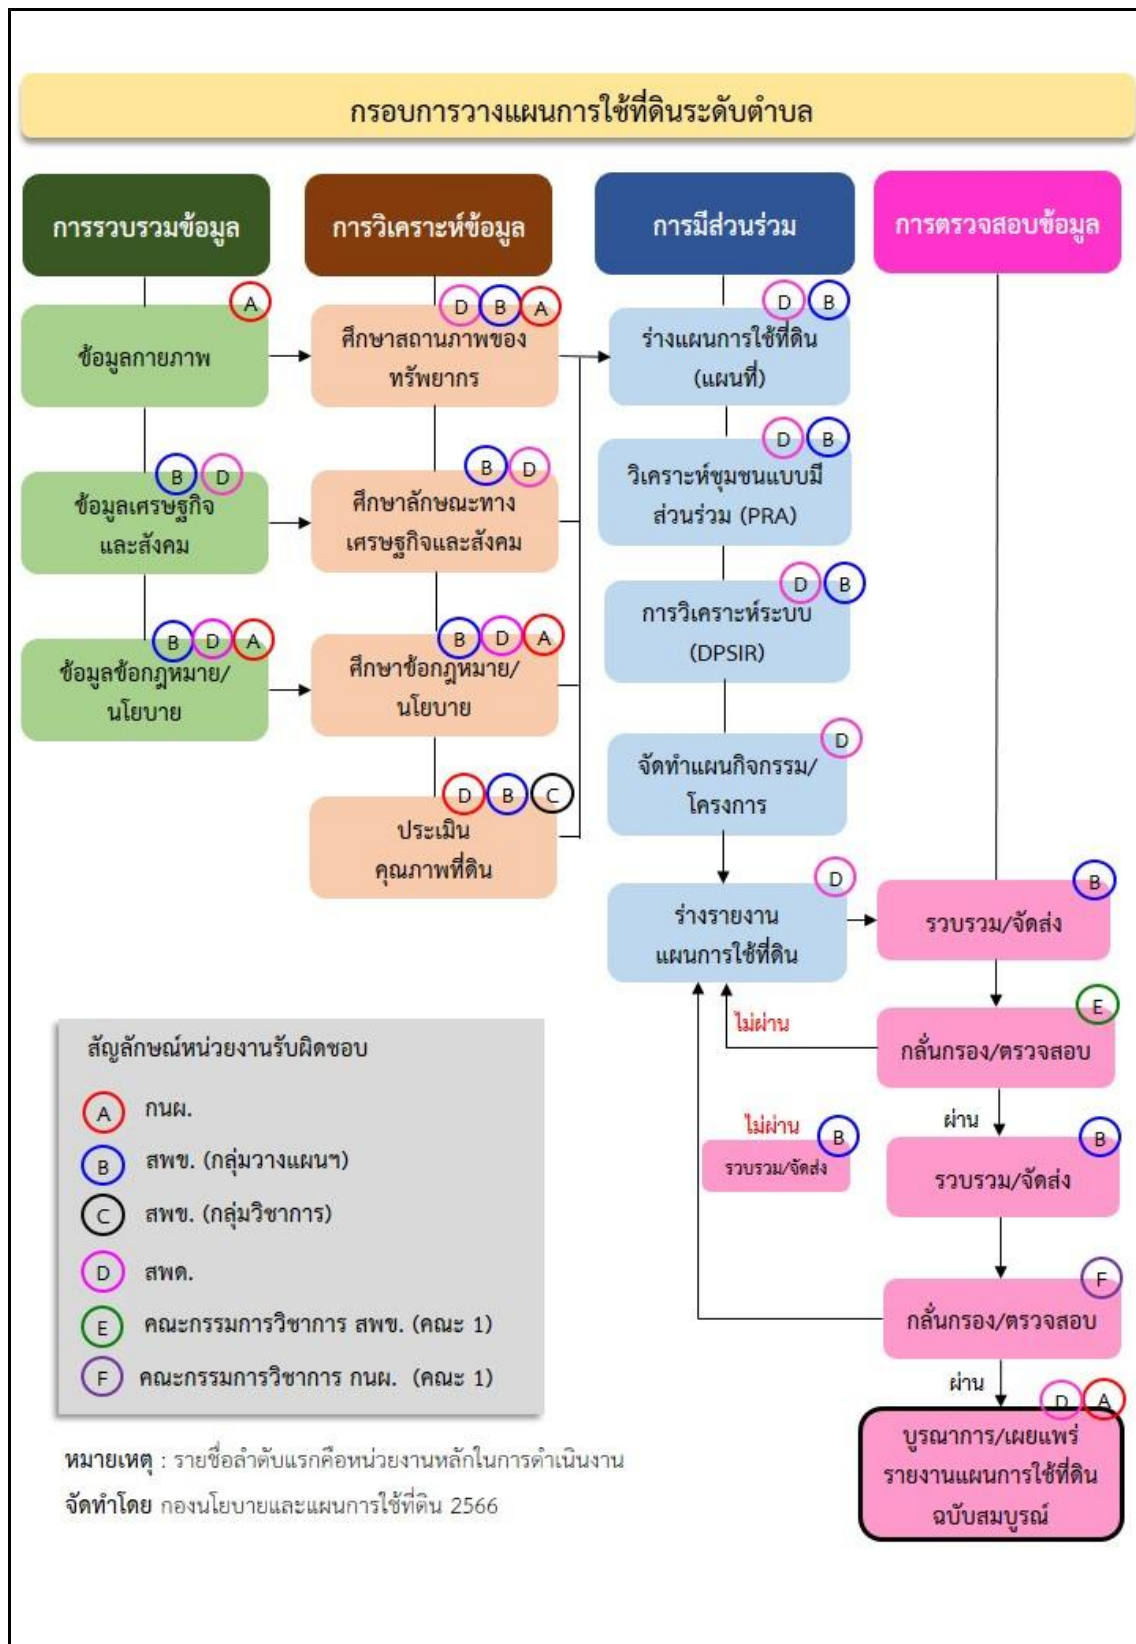 กรอบการวางแผนการใช้ที่ดินระดับตำบล
การรวบรวมข้อมูล
A
ข้อมูลกายภาพ
B D
ข้อมูลเศรษฐกิจ
และสังคม
B D A
ข้อมูลข้อกฎหมาย/
นโยบาย
การวิเคราะห์ข้อมูล
D B A
ศึกษาสถานภาพของ
ทรัพยากร
B D
ศึกษาลักษณะทาง
เศรษฐกิจและสังคม
B D A
ศึกษาข้อกฎหมาย/
นโยบาย
D B C
ประเมิน
คุณภาพที่ดิน
การมีส่วนร่วม
D B
ร่างแผนการใช้ที่ดิน
(แผนที่)
D B
วิเคราะห์ชุมชนแบบมี
ส่วนร่วม (PRA)
D B
การวิเคราะห์ระบบ
(DPSIR)
D
จัดทำแผนกิจกรรม/
โครงการ
D
ร่างรายงาน
แผนการใช้ที่ดิน
การตรวจสอบข้อมูล
B
รวบรวม/จัดส่ง
E
กลั่นกรอง/ตรวจสอบ
ไม่ผ่าน
ผ่าน
B
รวบรวม/จัดส่ง
ไม่ผ่าน
B
รวบรวม/จัดส่ง
F
กลั่นกรอง/ตรวจสอบ
ผ่าน
D A
บูรณาการ/เผยแพร่
รายงานแผนการใช้ที่ดิน
ฉบับสมบูรณ์
สัญลักษณ์หน่วยงานรับผิดชอบ
A กนผ.
B สพข. (กลุ่มวางแผนฯ)
C สพข. (กลุ่มวิชาการ)
D สพด.
E คณะกรรมการวิชาการ สพข. (คณะ 1)
F คณะกรรมการวิชาการ กนผ. (คณะ 1)
หมายเหตุ : รายชื่อลำดับแรกคือหน่วยงานหลักในการดำเนินงาน
จัดทำโดย กองนโยบายและแผนการใช้ที่ดิน 2566